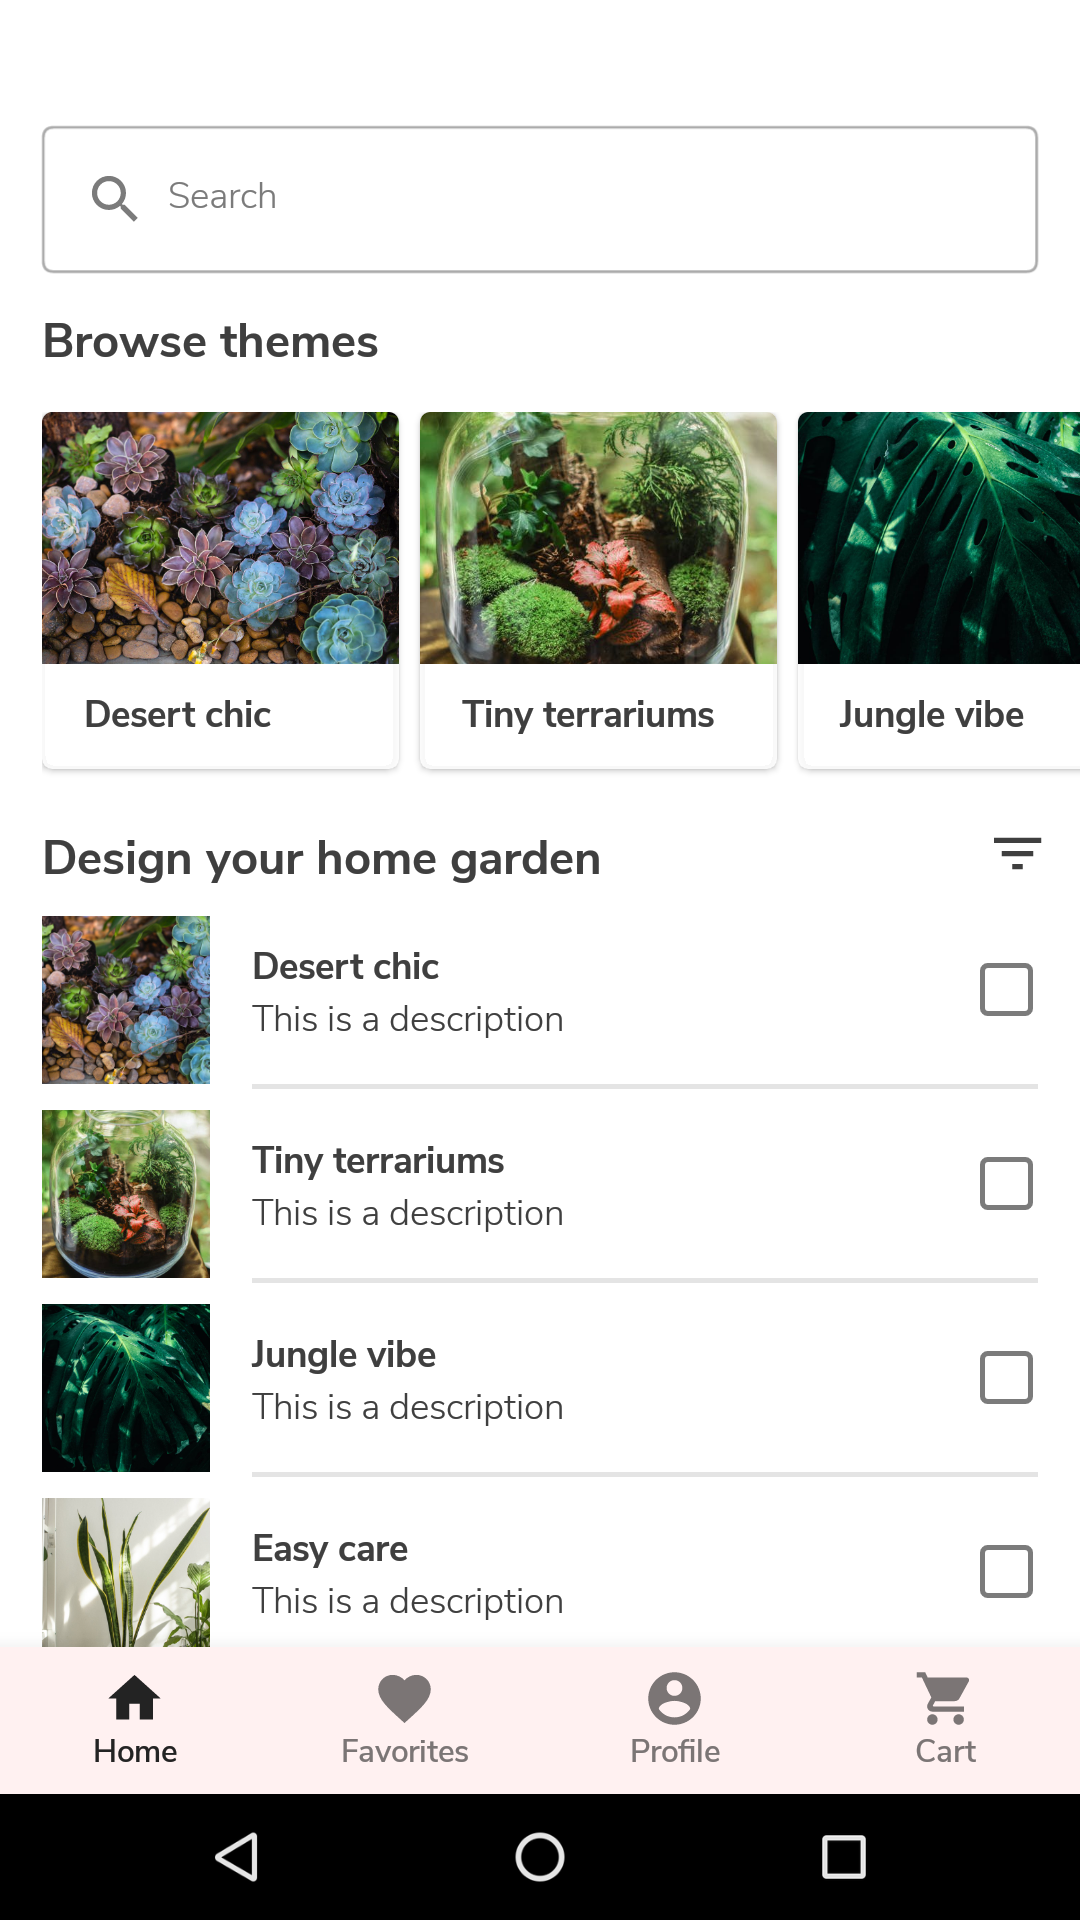 Search
Browse themes
Desert chic
Tiny terrariums
Jungle vibe
Design your home garden
Desert chic
This is a description
Tiny terrariums
This is a description
Jungle vibe
This is a description
Easy care
This is a description
Home
Favorites
Profile
Cart